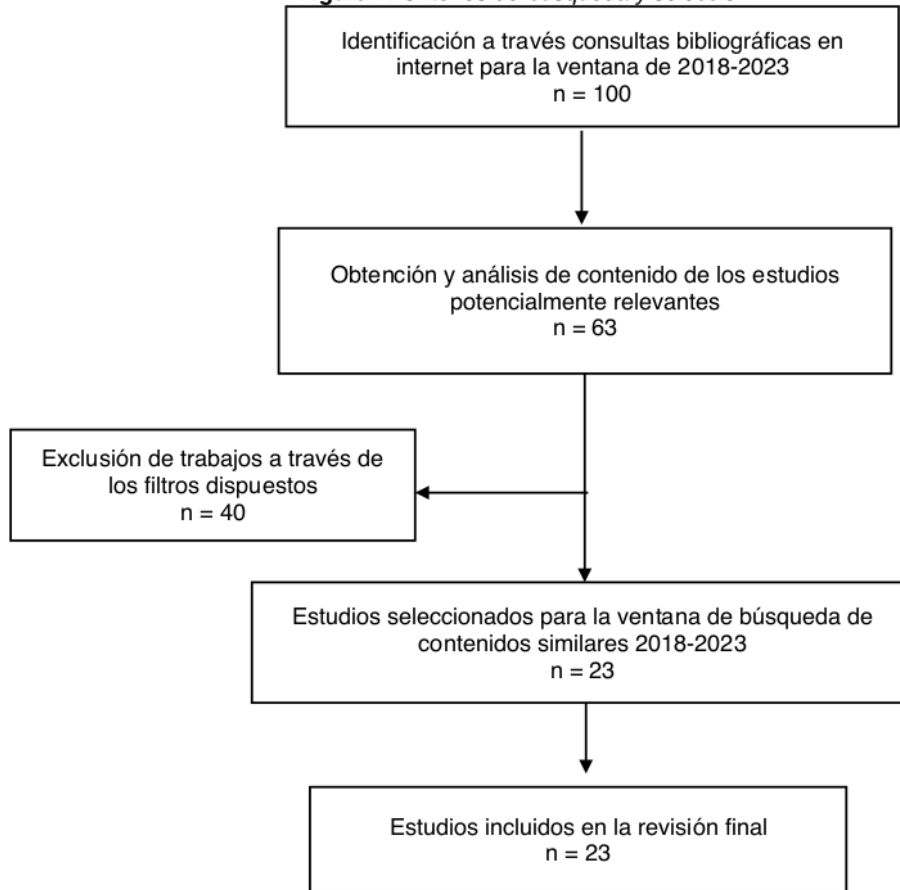 Identificación a través consultas bibliográficas en
internet para la ventana de 2018-2023
n = 100
Obtención y análisis de contenido de los estudios
potencialmente relevantes
n = 63
Exclusión de trabajos a través de
los filtros dispuestos
n = 40
Estudios seleccionados para la ventana de búsqueda de
contenidos similares 2018-2023
n = 23
Estudios incluidos en la revisión final
n = 23